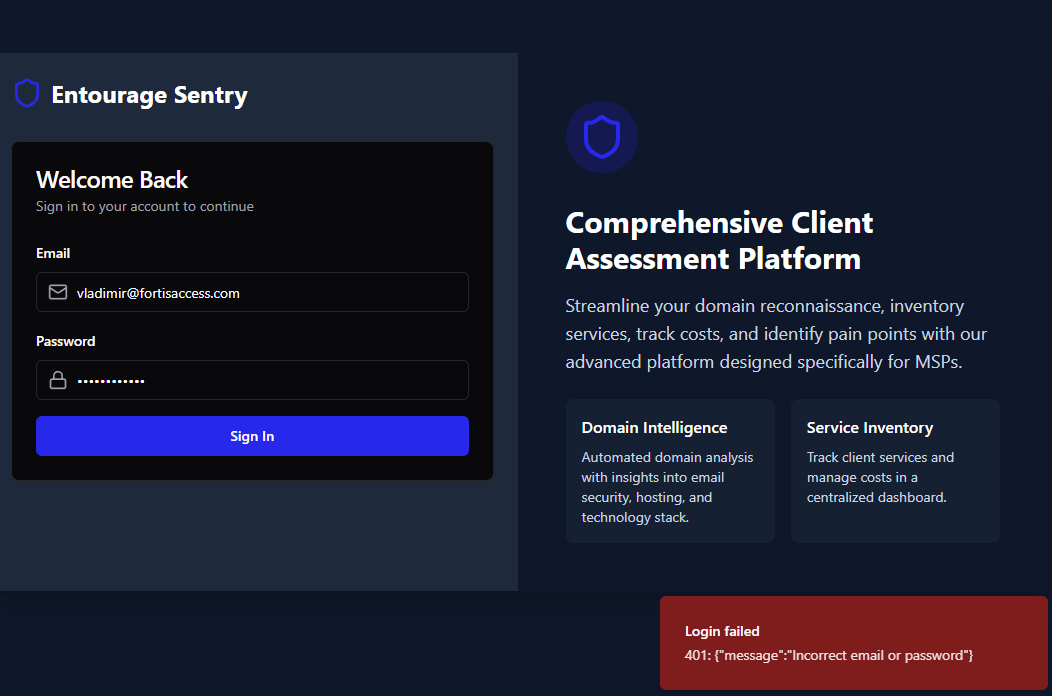 Entourage Sentry
Welcome Back
Sign in to your account to continue
Email
vladimir@fortisaccess.com
Password
••••••••••••
Sign In
Comprehensive Client
Assessment Platform
Streamline your domain reconnaissance, inventory
services, track costs, and identify pain points with our
advanced platform designed specifically for MSPs.
Domain Intelligence
Automated domain analysis
with insights into email
security, hosting, and
technology stack.
Service Inventory
Track client services and
manage costs in a
centralized dashboard.
Login failed
401: {"message":"Incorrect email or password"}